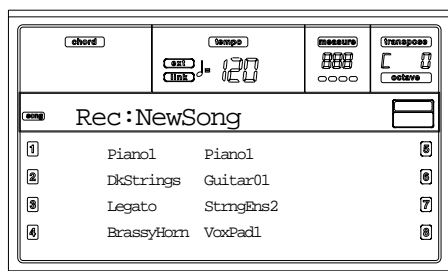 chord tempo measure transpose
ext link ♩= 120 888 C 0
octave
song Rec:NewSong
1 Piano1 Piano1 5
2 DkStrings Guitar01 6
3 Legato StrngEns2 7
4 BrassyHorn VoxPad1 8